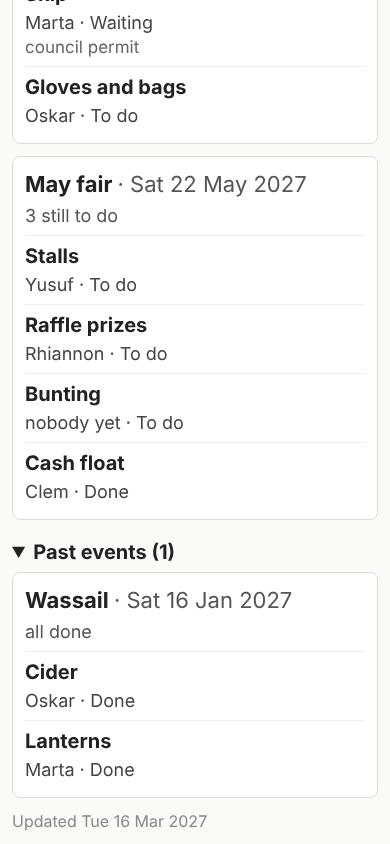 Marta · Waiting
council permit
Gloves and bags
Oskar · To do
May fair · Sat 22 May 2027
3 still to do
Stalls
Yusuf · To do
Raffle prizes
Rhiannon · To do
Bunting
nobody yet · To do
Cash float
Clem · Done
▼ Past events (1)
Wassail · Sat 16 Jan 2027
all done
Cider
Oskar · Done
Lanterns
Marta · Done
Updated Tue 16 Mar 2027